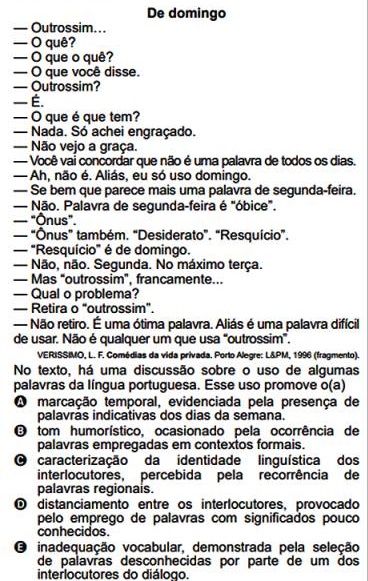 De domingo
— Outrossim...
— O quê?
— O que o quê?
— O que você disse.
— Outrossim?
— É.
— O que é que tem?
— Nada. Só achei engraçado.
— Não vejo a graça.
— Você vai concordar que não é uma palavra de todos os dias.
— Ah, não é. Aliás, eu só uso domingo.
— Se bem que parece mais uma palavra de segunda-feira.
— Não. Palavra de segunda-feira é “óbice”.
— “Ônus”.
— “Ônus” também. “Desiderato”. “Resquício”.
— “Resquício” é de domingo.
— Não, não. Segunda. No máximo terça.
— Mas “outrossim”, francamente...
— Qual o problema?
— Retira o “outrossim”.
— Não retiro. É uma ótima palavra. Aliás é uma palavra difícil
de usar. Não é qualquer um que usa “outrossim”.
VERISSIMO, L. F. Comédias da vida privada. Porto Alegre: L&PM, 1996 (fragmento).
No texto, há uma discussão sobre o uso de algumas
palavras da língua portuguesa. Esse uso promove o(a)
A marcação temporal, evidenciada pela presença de
palavras indicativas dos dias da semana.
B tom humorístico, ocasionado pela ocorrência de
palavras empregadas em contextos formais.
C caracterização da identidade linguística dos
interlocutores, percebida pela recorrência de
palavras regionais.
D distanciamento entre os interlocutores, provocado
pelo emprego de palavras com significados pouco
conhecidos.
E inadequação vocabular, demonstrada pela seleção
de palavras desconhecidas por parte de um dos
interlocutores do diálogo.